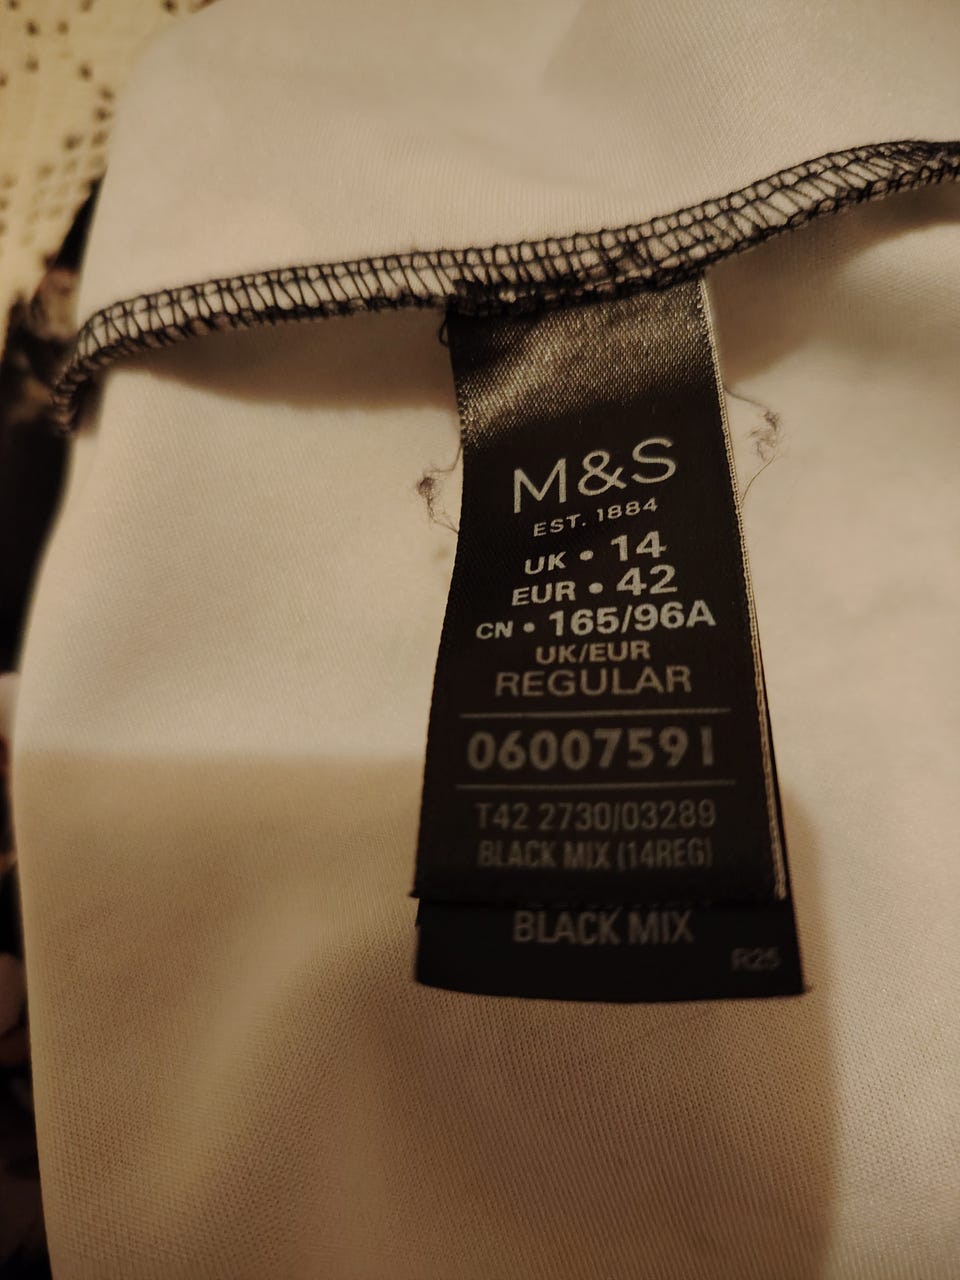 M&S
EST. 1884
UK • 14
EUR • 42
CN • 165/96A
UK/EUR
REGULAR
06007591
T42 2730/03289
BLACK MIX (14REG)
BLACK MIX
R25